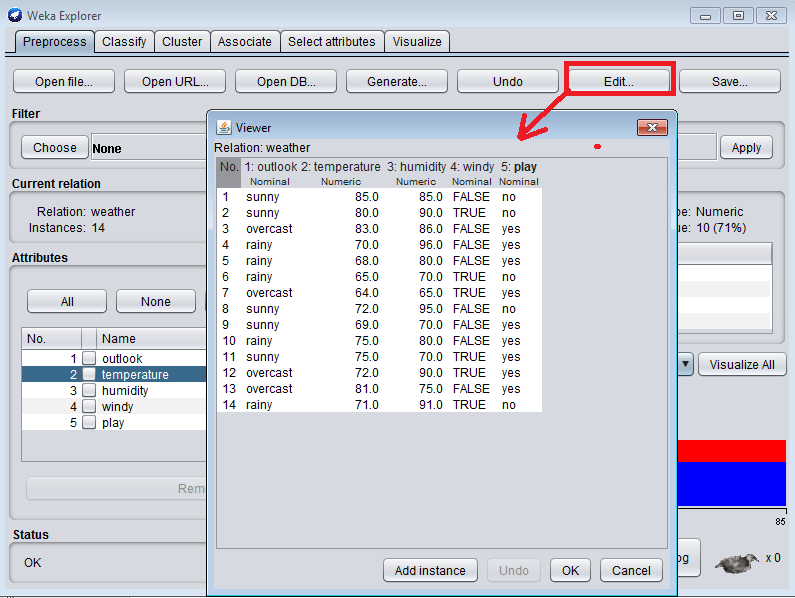 Weka Explorer
Preprocess Classify Cluster Associate Select attributes Visualize
Open file... Open URL... Open DB... Generate... Undo Edit... Save...
Filter
Choose None Apply
Current relation
Relation: weather
Instances: 14
pe: Numeric
ue: 10 (71%)
Attributes
All None
No. Name
1 outlook
2 temperature
3 humidity
4 windy
5 play
Visualize All
Rem
85
Status
OK
og x 0
Viewer
Relation: weather
No. 1: outlook 2: temperature 3: humidity 4: windy 5: play
Nominal Numeric Numeric Nominal Nominal
1 sunny 85.0 85.0 FALSE no
2 sunny 80.0 90.0 TRUE no
3 overcast 83.0 86.0 FALSE yes
4 rainy 70.0 96.0 FALSE yes
5 rainy 68.0 80.0 FALSE yes
6 rainy 65.0 70.0 TRUE no
7 overcast 64.0 65.0 TRUE yes
8 sunny 72.0 95.0 FALSE no
9 sunny 69.0 70.0 FALSE yes
10 rainy 75.0 80.0 FALSE yes
11 sunny 75.0 70.0 TRUE yes
12 overcast 72.0 90.0 TRUE yes
13 overcast 81.0 75.0 FALSE yes
14 rainy 71.0 91.0 TRUE no
Add instance Undo OK Cancel